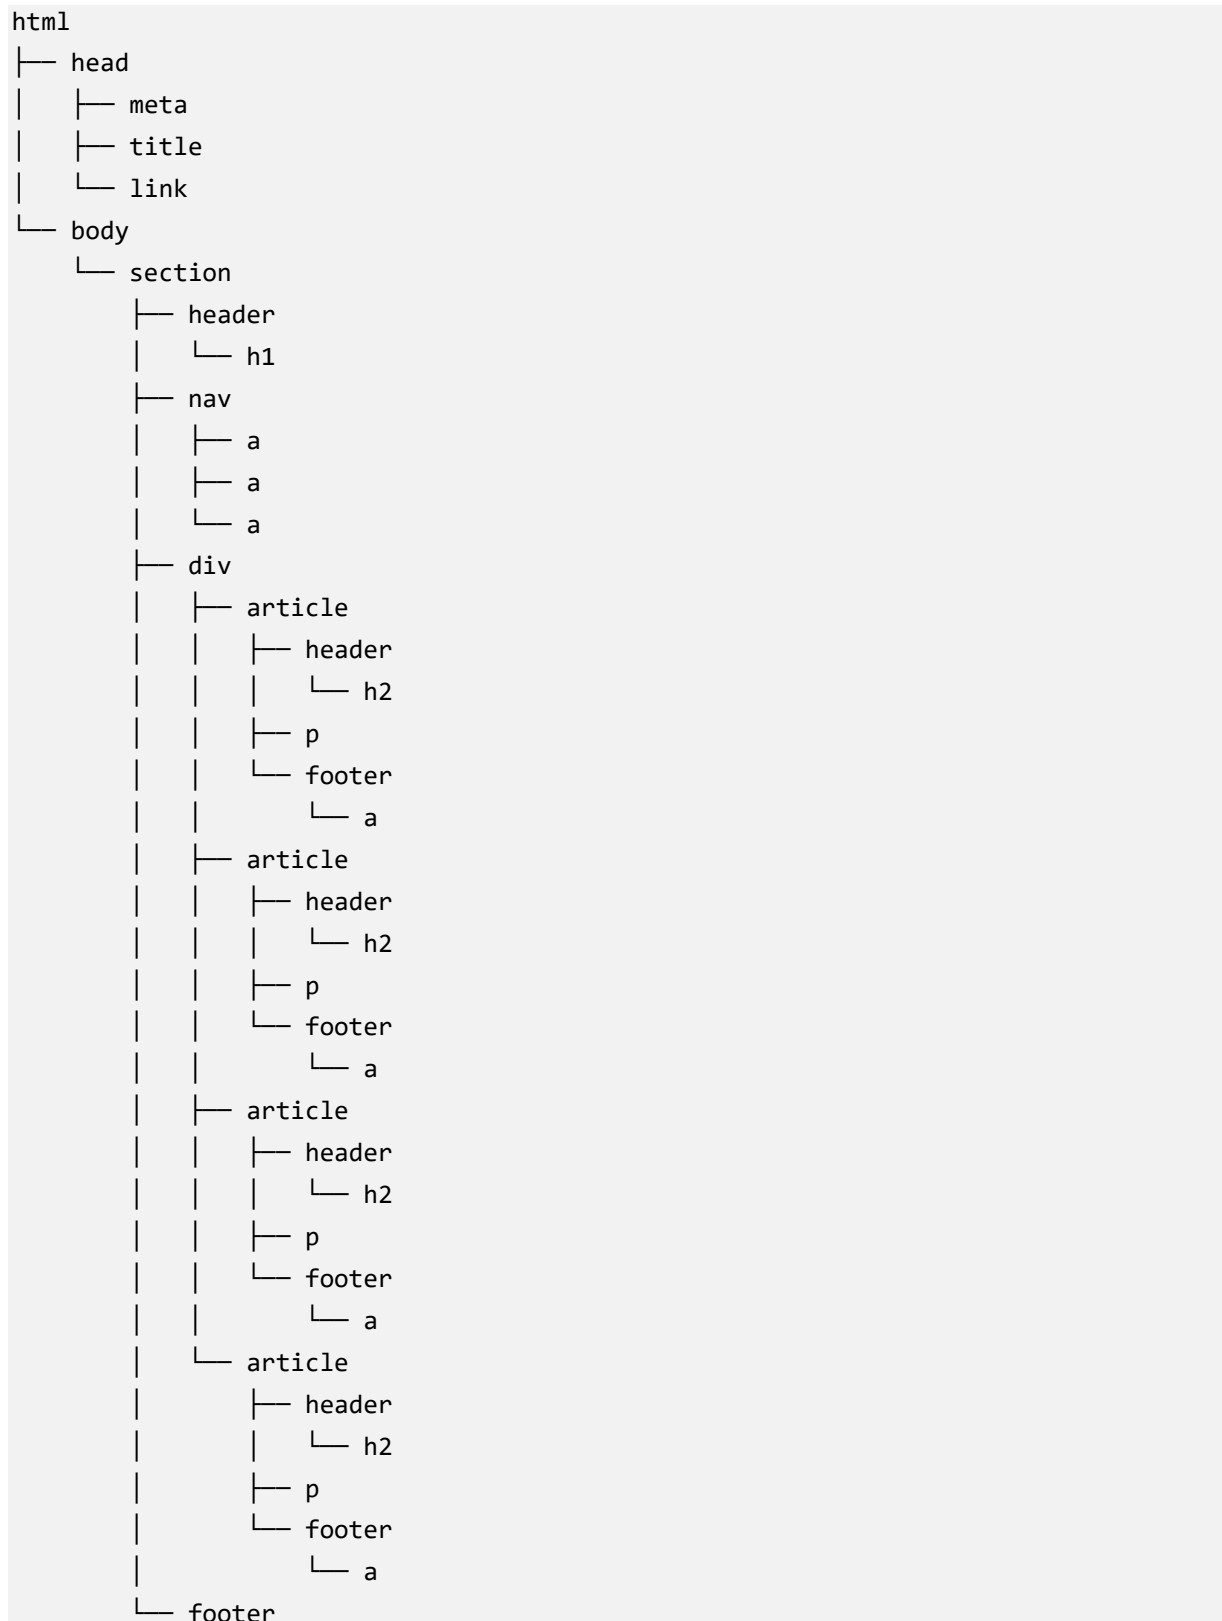 html
├── head
│   ├── meta
│   ├── title
│   └── link
└── body
    └── section
        ├── header
        │   └── h1
        ├── nav
        │   ├── a
        │   ├── a
        │   └── a
        ├── div
        │   ├── article
        │   │   ├── header
        │   │   │   └── h2
        │   │   ├── p
        │   │   └── footer
        │   │       └── a
        │   ├── article
        │   │   ├── header
        │   │   │   └── h2
        │   │   ├── p
        │   │   └── footer
        │   │       └── a
        │   ├── article
        │   │   ├── header
        │   │   │   └── h2
        │   │   ├── p
        │   │   └── footer
        │   │       └── a
        │   └── article
        │       ├── header
        │       │   └── h2
        │       ├── p
        │       └── footer
        │           └── a
        └── footer